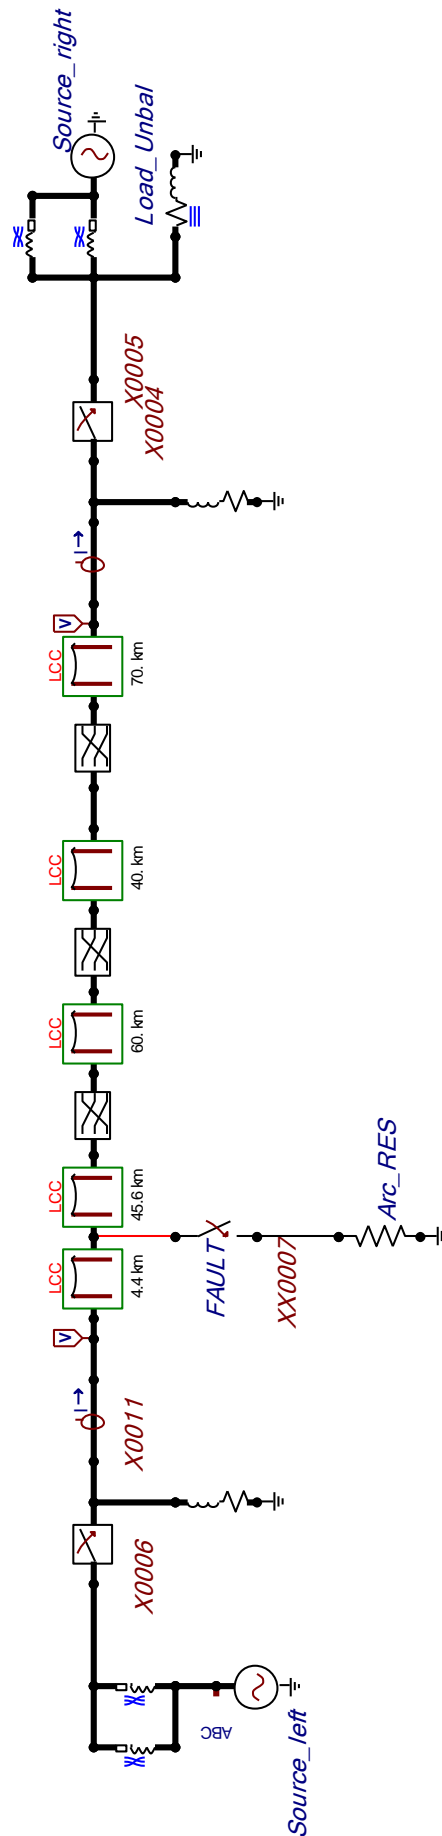 Source_right
Load_Unbal
X0005
X0004
I
V
LCC
70. km
LCC
40. km
LCC
60. km
LCC
45.6 km
LCC
4.4 km
FAULT
XX0007
Arc_RES
V
I
X0011
X0006
ABC
Source_left